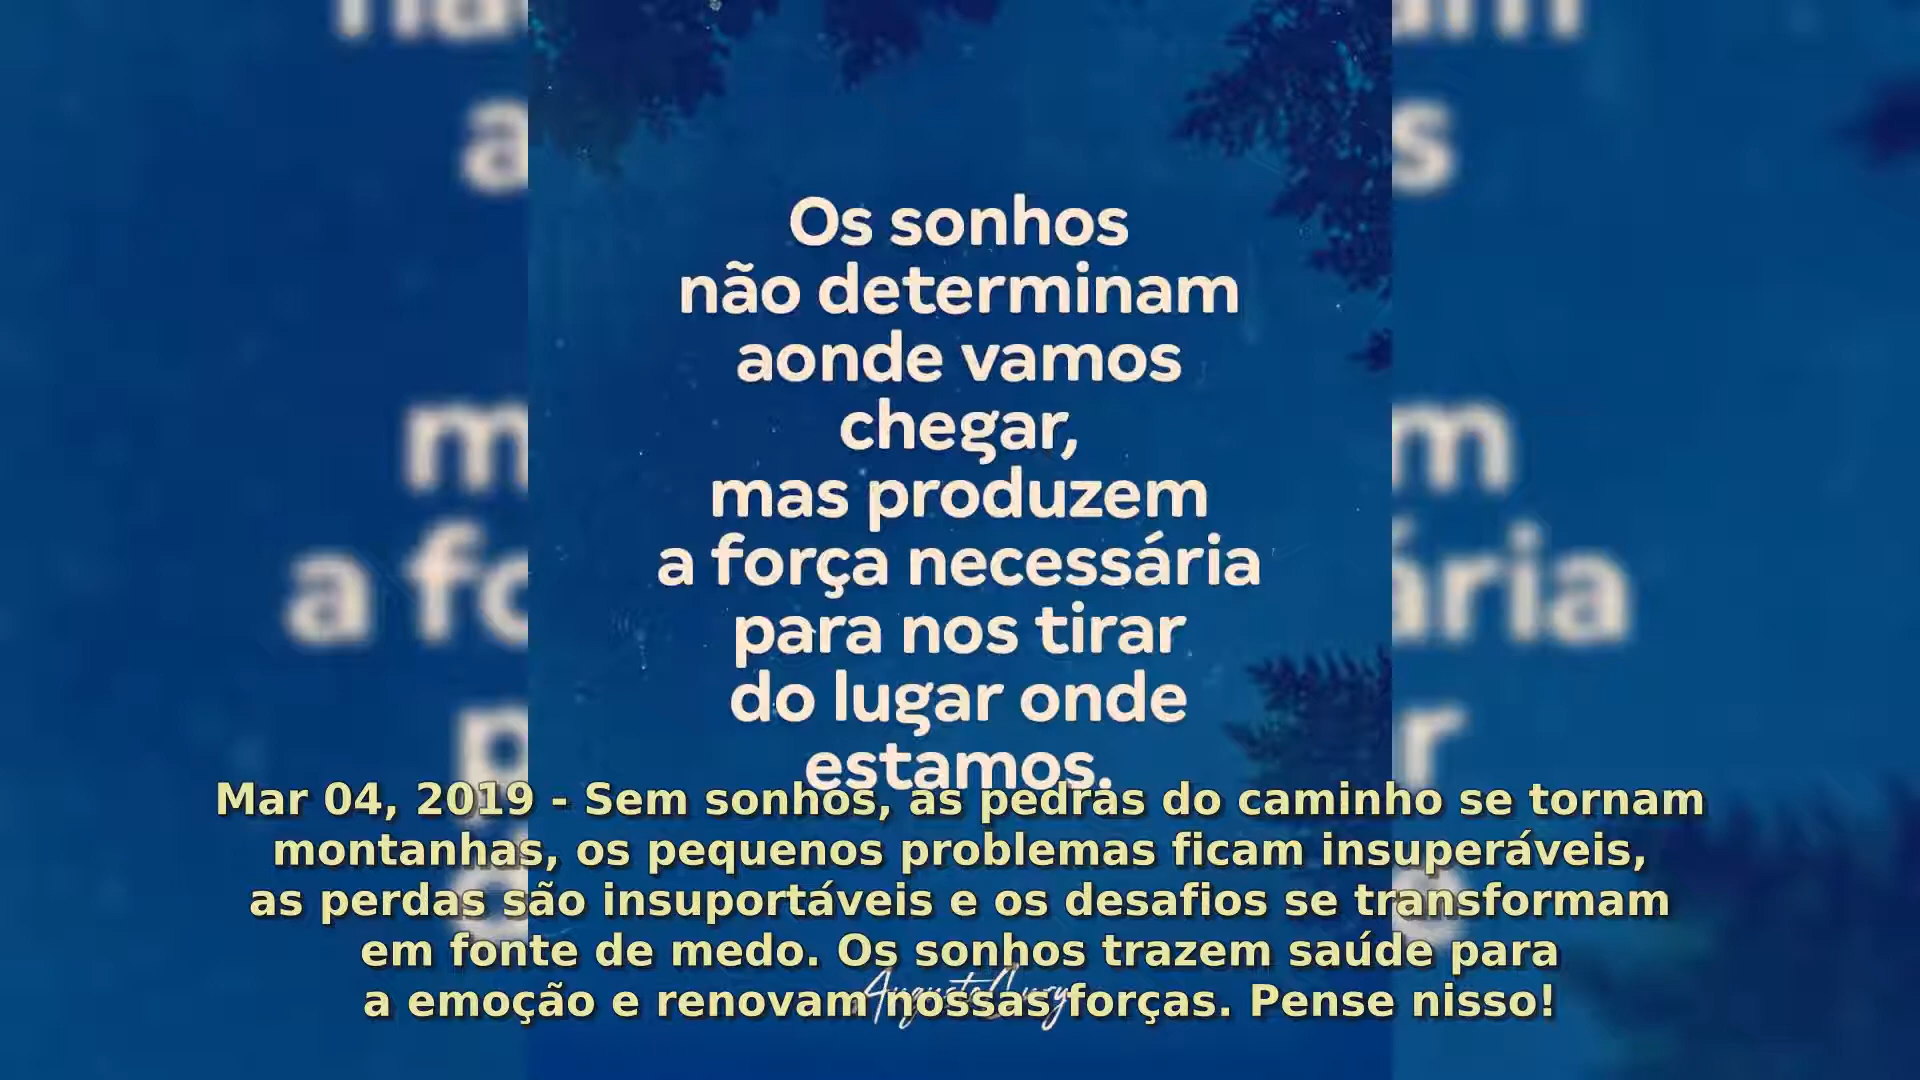 Os sonhos
não determinam
aonde vamos
chegar,
mas produzem
a força necessária
para nos tirar
do lugar onde
estamos.
Mar 04, 2019 - Sem sonhos, as pedras do caminho se tornam
montanhas, os pequenos problemas ficam insuperáveis,
as perdas são insuportáveis e os desafios se transformam
em fonte de medo. Os sonhos trazem saúde para
a emoção e renovam nossas forças. Pense nisso!
Augusto Cury